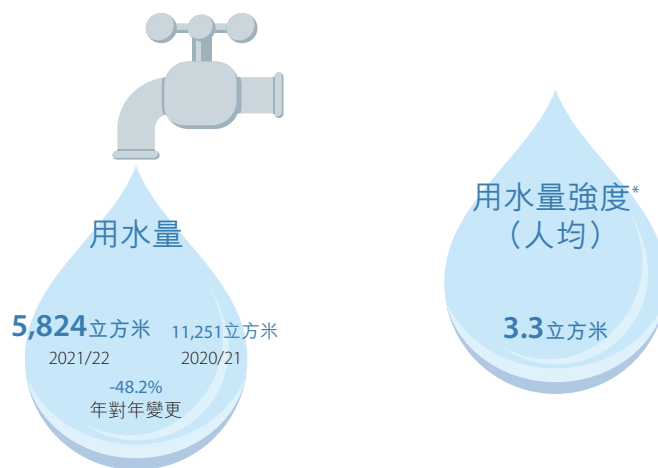 用水量
5,824立方米 11,251立方米
2021/22 2020/21
-48.2%
年對年變更
用水量強度*
（人均）
3.3立方米